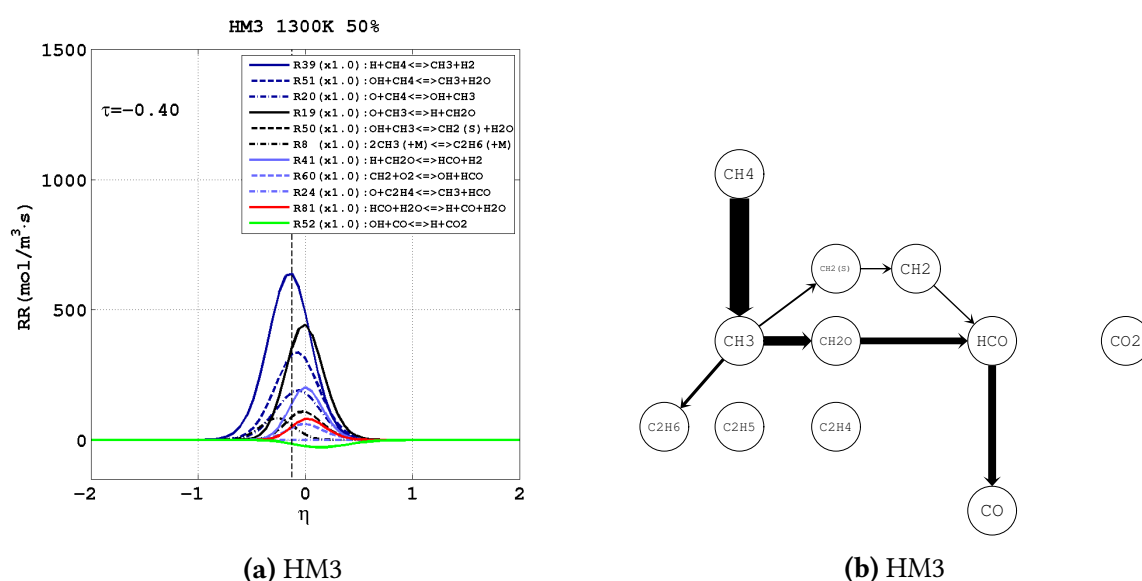 HM3 1300K 50%
1500
1000
500
0
RR(mol/m³·s)
τ=−0.40
R39(x1.0):H+CH4<=>CH3+H2
R51(x1.0):OH+CH4<=>CH3+H2O
R20(x1.0):O+CH4<=>OH+CH3
R19(x1.0):O+CH3<=>H+CH2O
R50(x1.0):OH+CH3<=>CH2(S)+H2O
R8 (x1.0):2CH3(+M)<=>C2H6(+M)
R41(x1.0):H+CH2O<=>HCO+H2
R60(x1.0):CH2+O2<=>OH+HCO
R24(x1.0):O+C2H4<=>CH3+HCO
R81(x1.0):HCO+H2O<=>H+CO+H2O
R52(x1.0):OH+CO<=>H+CO2
−2 −1 0 1 2
η
(a) HM3
CH4
CH2(S) CH2
CH3 CH2O HCO CO2
C2H6 C2H5 C2H4
CO
(b) HM3